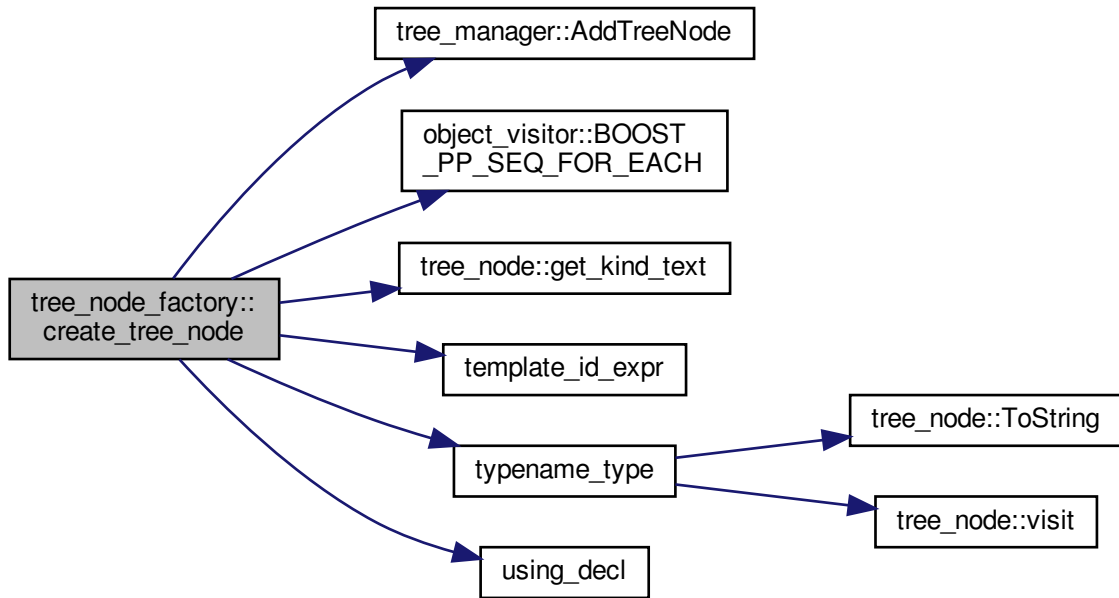 tree_manager::AddTreeNode
object_visitor::BOOST
_PP_SEQ_FOR_EACH
tree_node::get_kind_text
tree_node_factory::
create_tree_node
template_id_expr
typename_type
tree_node::ToString
tree_node::visit
using_decl